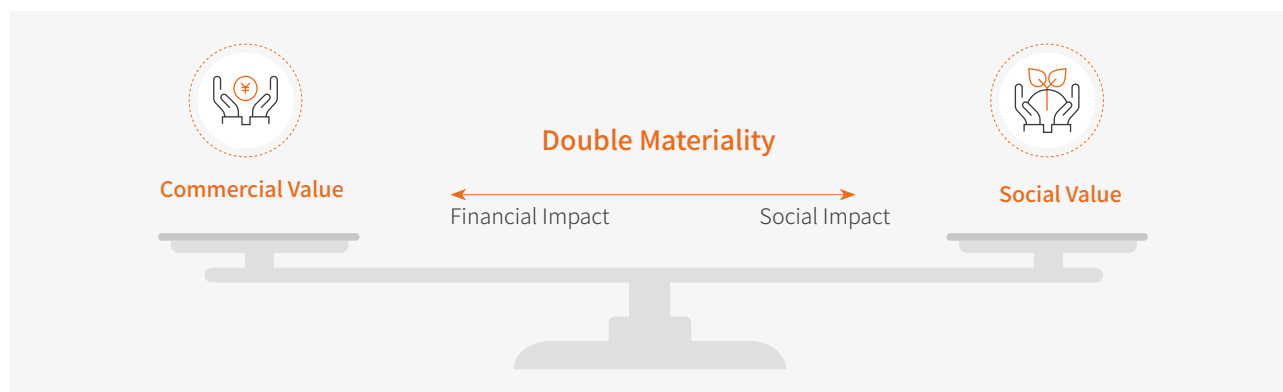 ¥
Double Materiality
Commercial Value
Social Value
Financial Impact
Social Impact